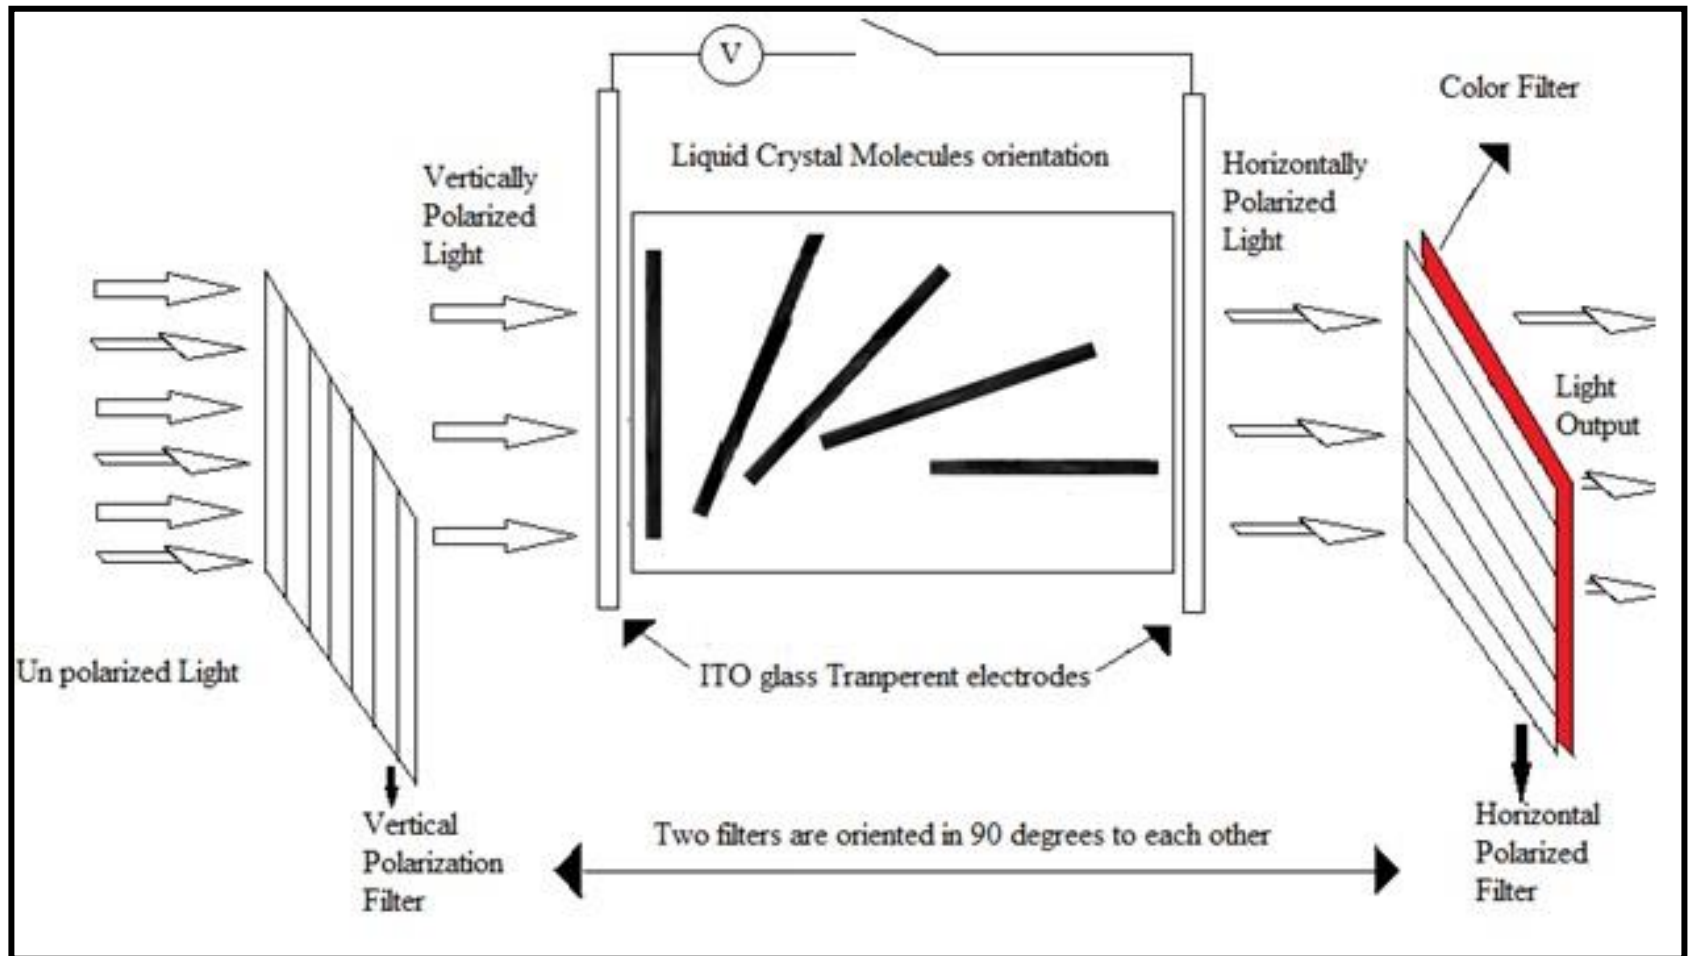 V
Color Filter
Liquid Crystal Molecules orientation
Vertically
Polarized
Light
Horizontally
Polarized
Light
Light
Output
Un polarized Light
ITO glass Tranperent electrodes
Vertical
Polarization
Filter
Two filters are oriented in 90 degrees to each other
Horizontal
Polarized
Filter